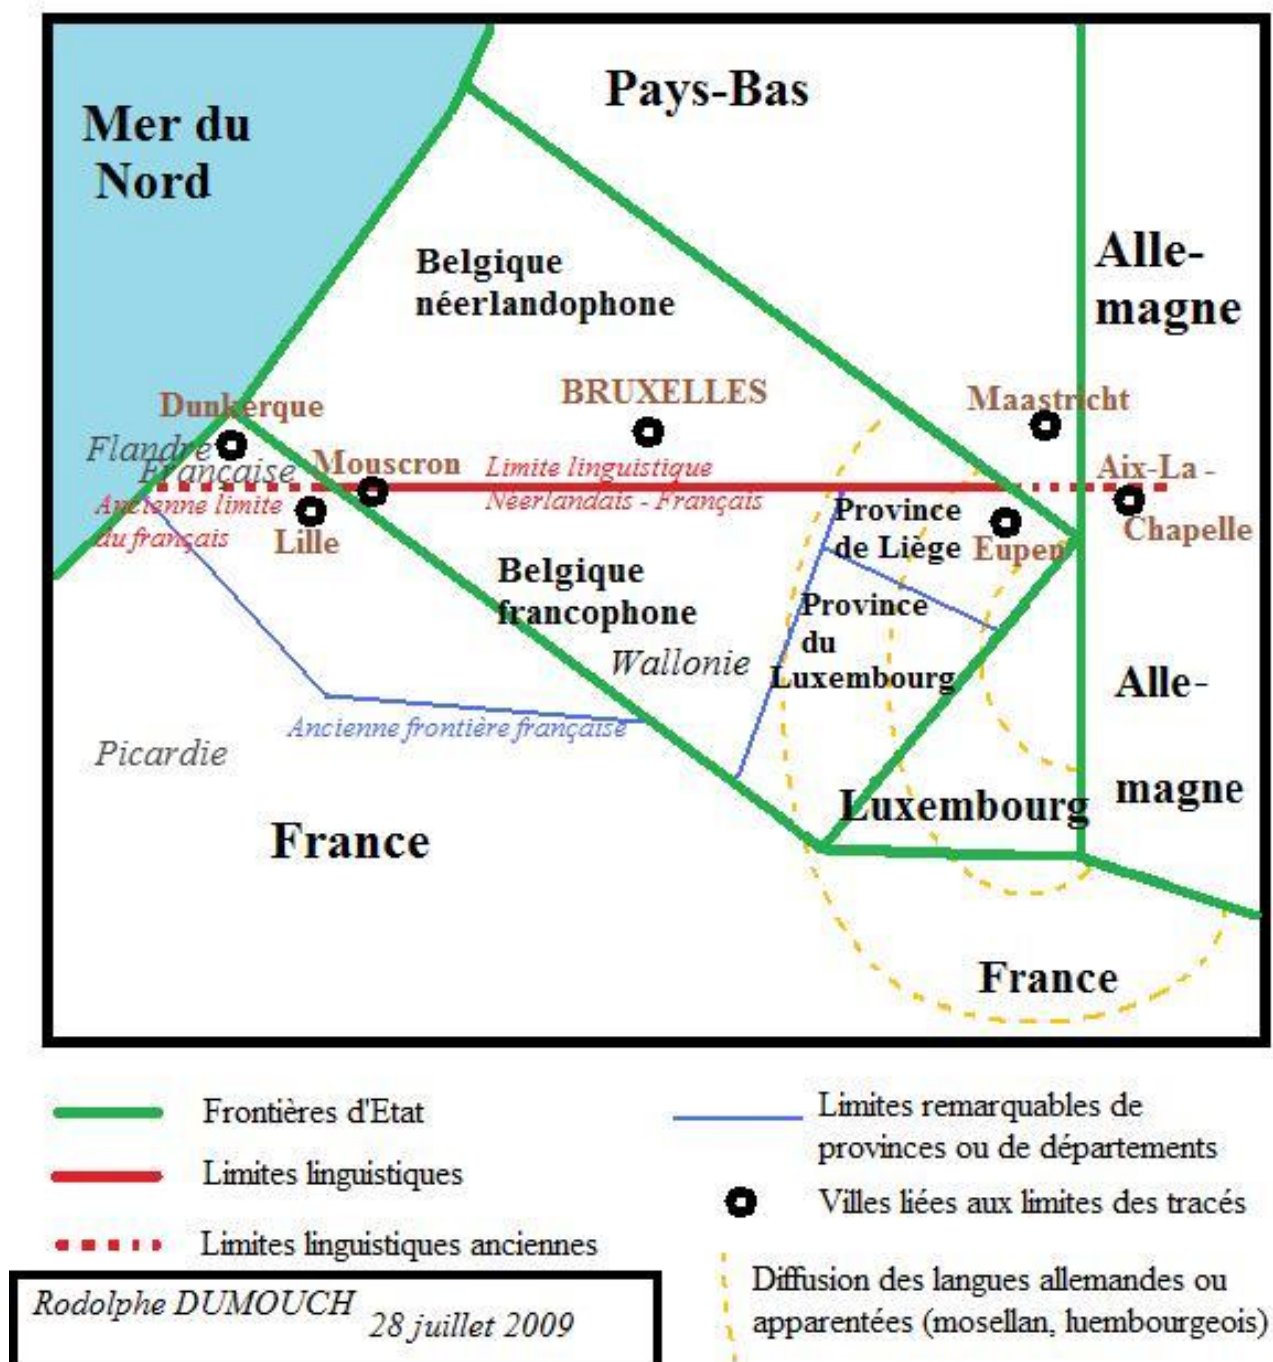 Pays-Bas
Mer du
Nord
Alle-
magne
Belgique
néerlandophone
BRUXELLES
Maastricht
Dunkerque
Flandre
Française
Mouscron
Limite linguistique
Néerlandais - Français
Aix-La -
Chapelle
Ancienne limite
du français
Lille
Province
de Liège
Eupen
Belgique
francophone
Province
du
Luxembourg
Wallonie
Alle-
magne
Ancienne frontière française
Picardie
Luxembourg
France
France
Frontières d'Etat
Limites linguistiques
Limites linguistiques anciennes
Limites remarquables de
provinces ou de départements
Villes liées aux limites des tracés
Diffusion des langues allemandes ou
apparentées (mosellan, luembourgeois)
Rodolphe DUMOUCH
28 juillet 2009